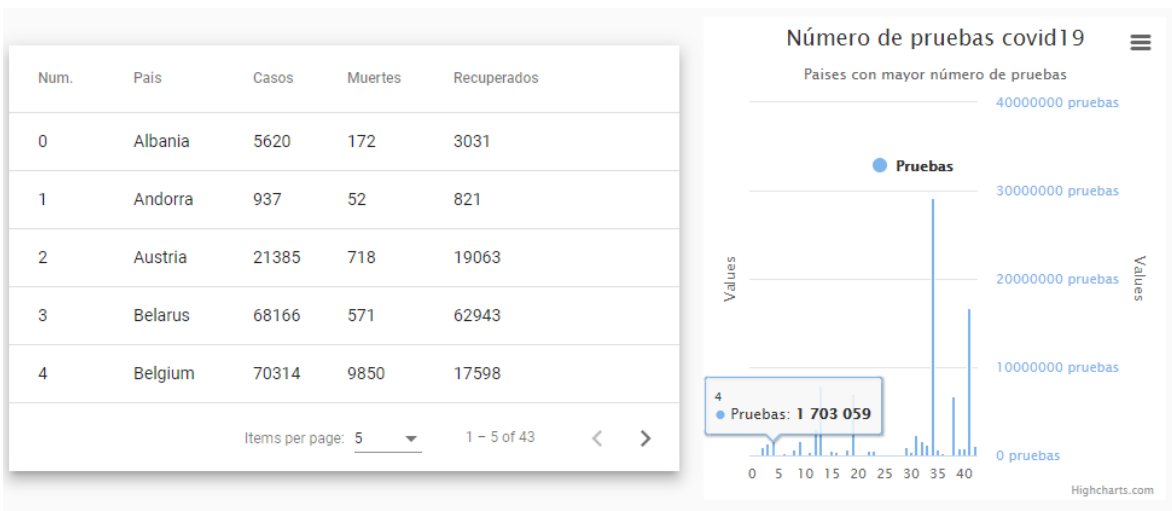 Num. Pais Casos Muertes Recuperados
0 Albania 5620 172 3031
1 Andorra 937 52 821
2 Austria 21385 718 19063
3 Belarus 68166 571 62943
4 Belgium 70314 9850 17598
Items per page: 5 1 – 5 of 43
Número de pruebas covid19
Paises con mayor número de pruebas
40000000 pruebas
Pruebas
30000000 pruebas
Values
Values
20000000 pruebas
10000000 pruebas
4
Pruebas: 1 703 059
0 pruebas
0 5 10 15 20 25 30 35 40
Highcharts.com